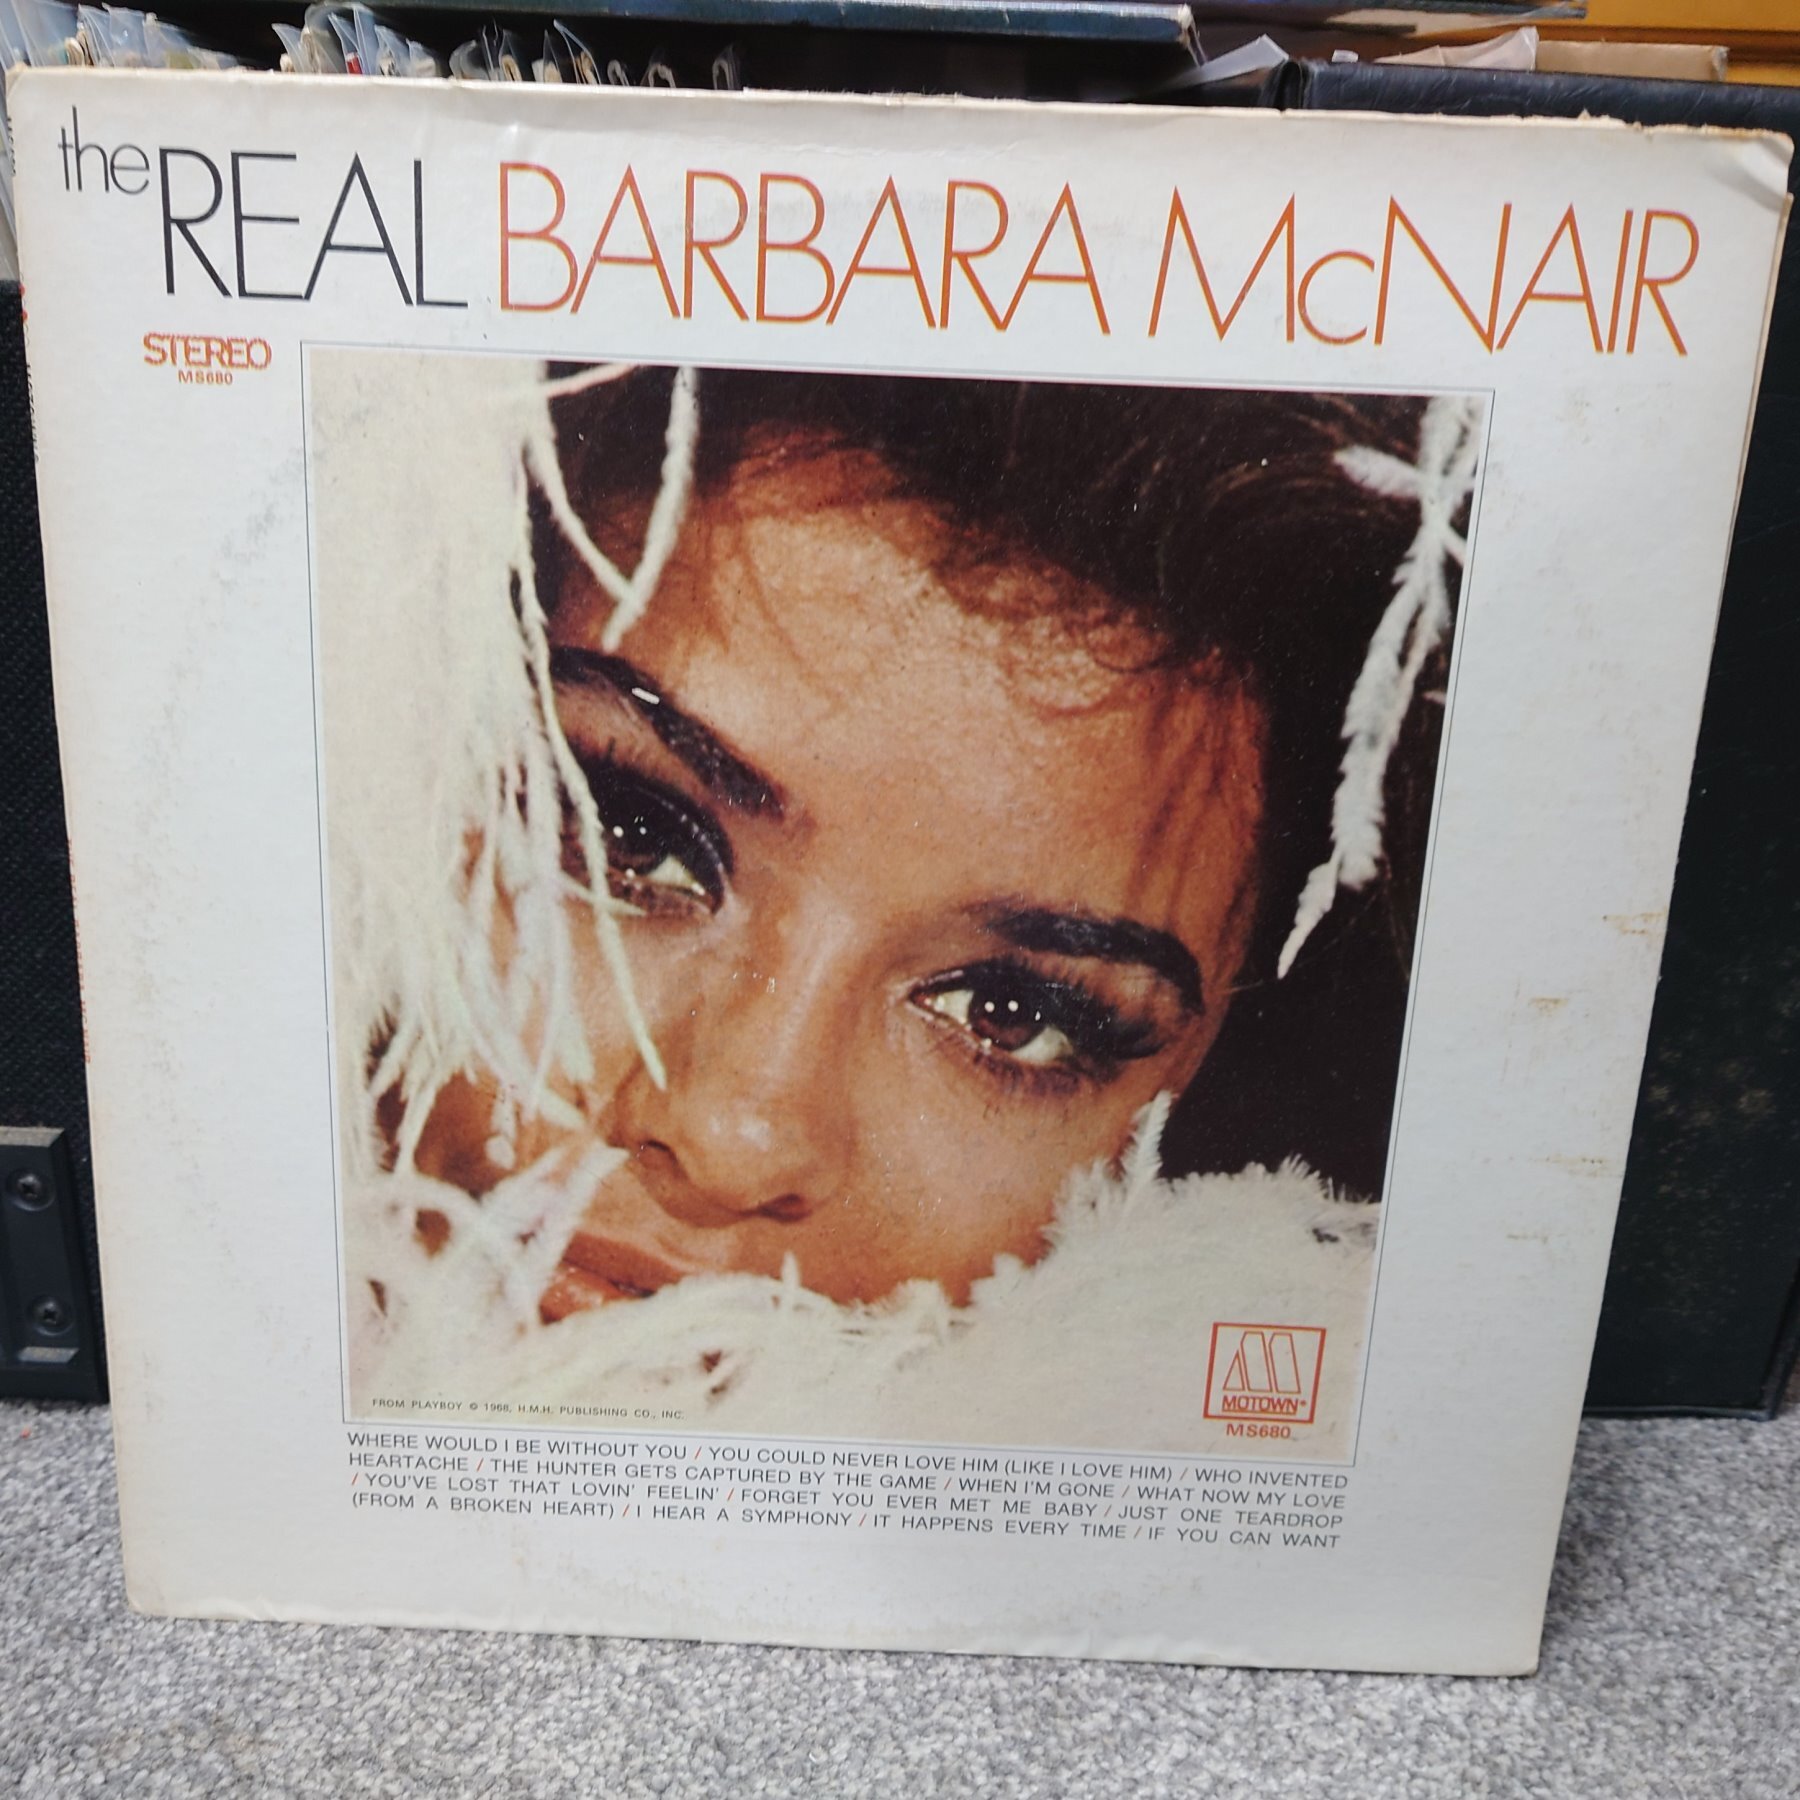 the REAL BARBARA McNAIR
STEREO
MS680
FROM PLAYBOY © 1968, H.M.H. PUBLISHING CO., INC.
MOTOWN
MS680
WHERE WOULD I BE WITHOUT YOU / YOU COULD NEVER LOVE HIM (LIKE I LOVE HIM) / WHO INVENTED
HEARTACHE / THE HUNTER GETS CAPTURED BY THE GAME / WHEN I'M GONE / WHAT NOW MY LOVE
/ YOU'VE LOST THAT LOVIN' FEELIN' / FORGET YOU EVER MET ME BABY / JUST ONE TEARDROP
(FROM A BROKEN HEART) / I HEAR A SYMPHONY / IT HAPPENS EVERY TIME / IF YOU CAN WANT